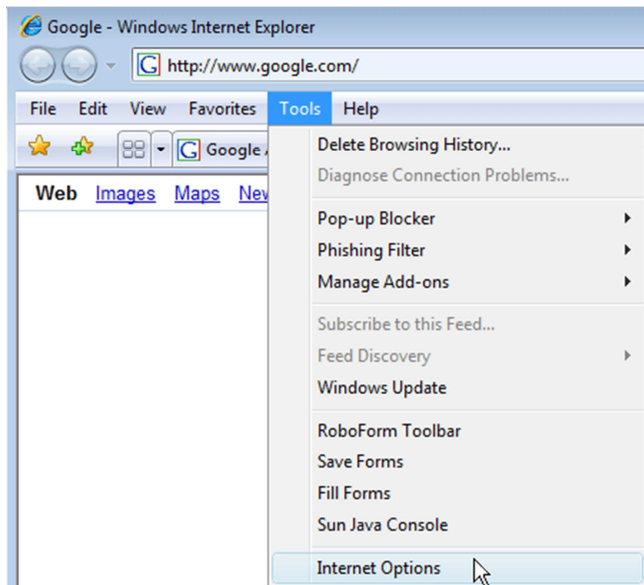 Google - Windows Internet Explorer
http://www.google.com/
File Edit View Favorites Tools Help
Google
Web Images Maps
Delete Browsing History...
Diagnose Connection Problems...
Pop-up Blocker
Phishing Filter
Manage Add-ons
Subscribe to this Feed...
Feed Discovery
Windows Update
RoboForm Toolbar
Save Forms
Fill Forms
Sun Java Console
Internet Options